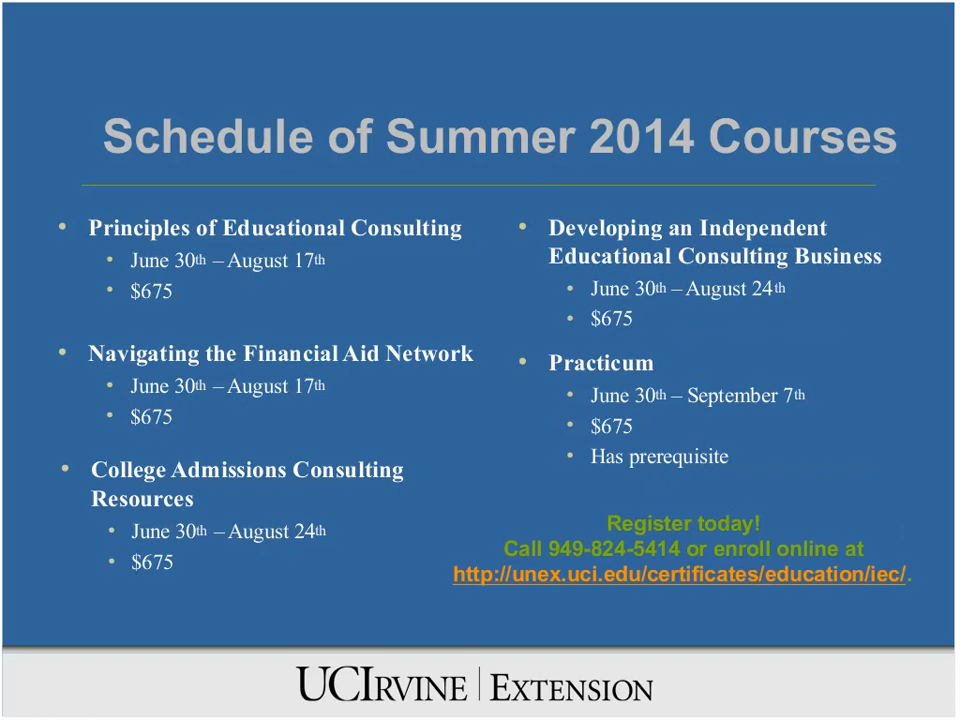 Schedule of Summer 2014 Courses
• Principles of Educational Consulting
• June 30th – August 17th
• $675
• Navigating the Financial Aid Network
• June 30th – August 17th
• $675
• College Admissions Consulting
Resources
• June 30th – August 24th
• $675
• Developing an Independent
Educational Consulting Business
• June 30th – August 24th
• $675
• Practicum
• June 30th – September 7th
• $675
• Has prerequisite
Register today!
Call 949-824-5414 or enroll online at
http://unex.uci.edu/certificates/education/iec/.
UCIRVINE | EXTENSION